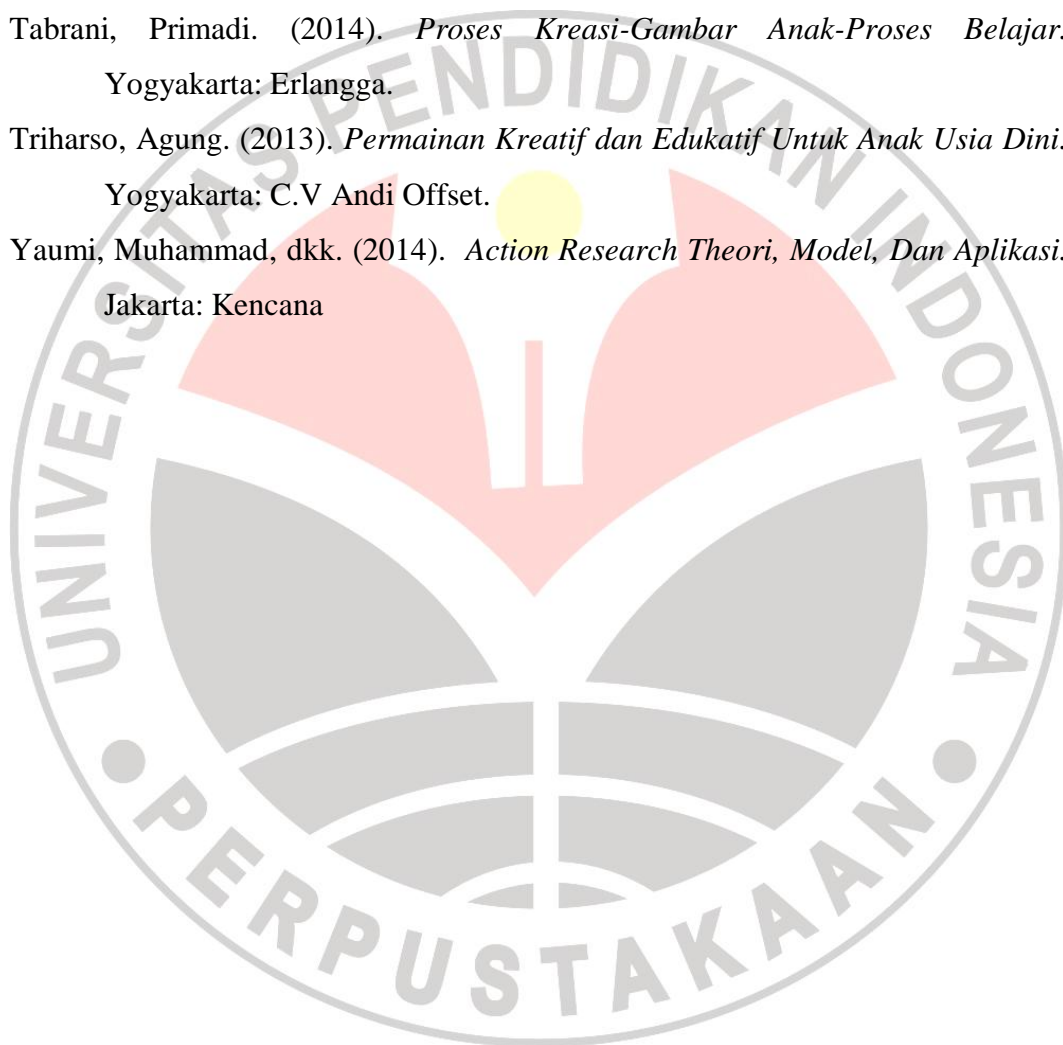 Tabrani, Primadi. (2014). Proses Kreasi-Gambar Anak-Proses Belajar.
Yogyakarta: Erlangga.
Triharso, Agung. (2013). Permainan Kreatif dan Edukatif Untuk Anak Usia Dini.
Yogyakarta: C.V Andi Offset.
Yaumi, Muhammad, dkk. (2014). Action Research Theori, Model, Dan Aplikasi.
Jakarta: Kencana
UNIVERSITAS PENDIDIKAN INDONESIA
PERPUSTAKAAN